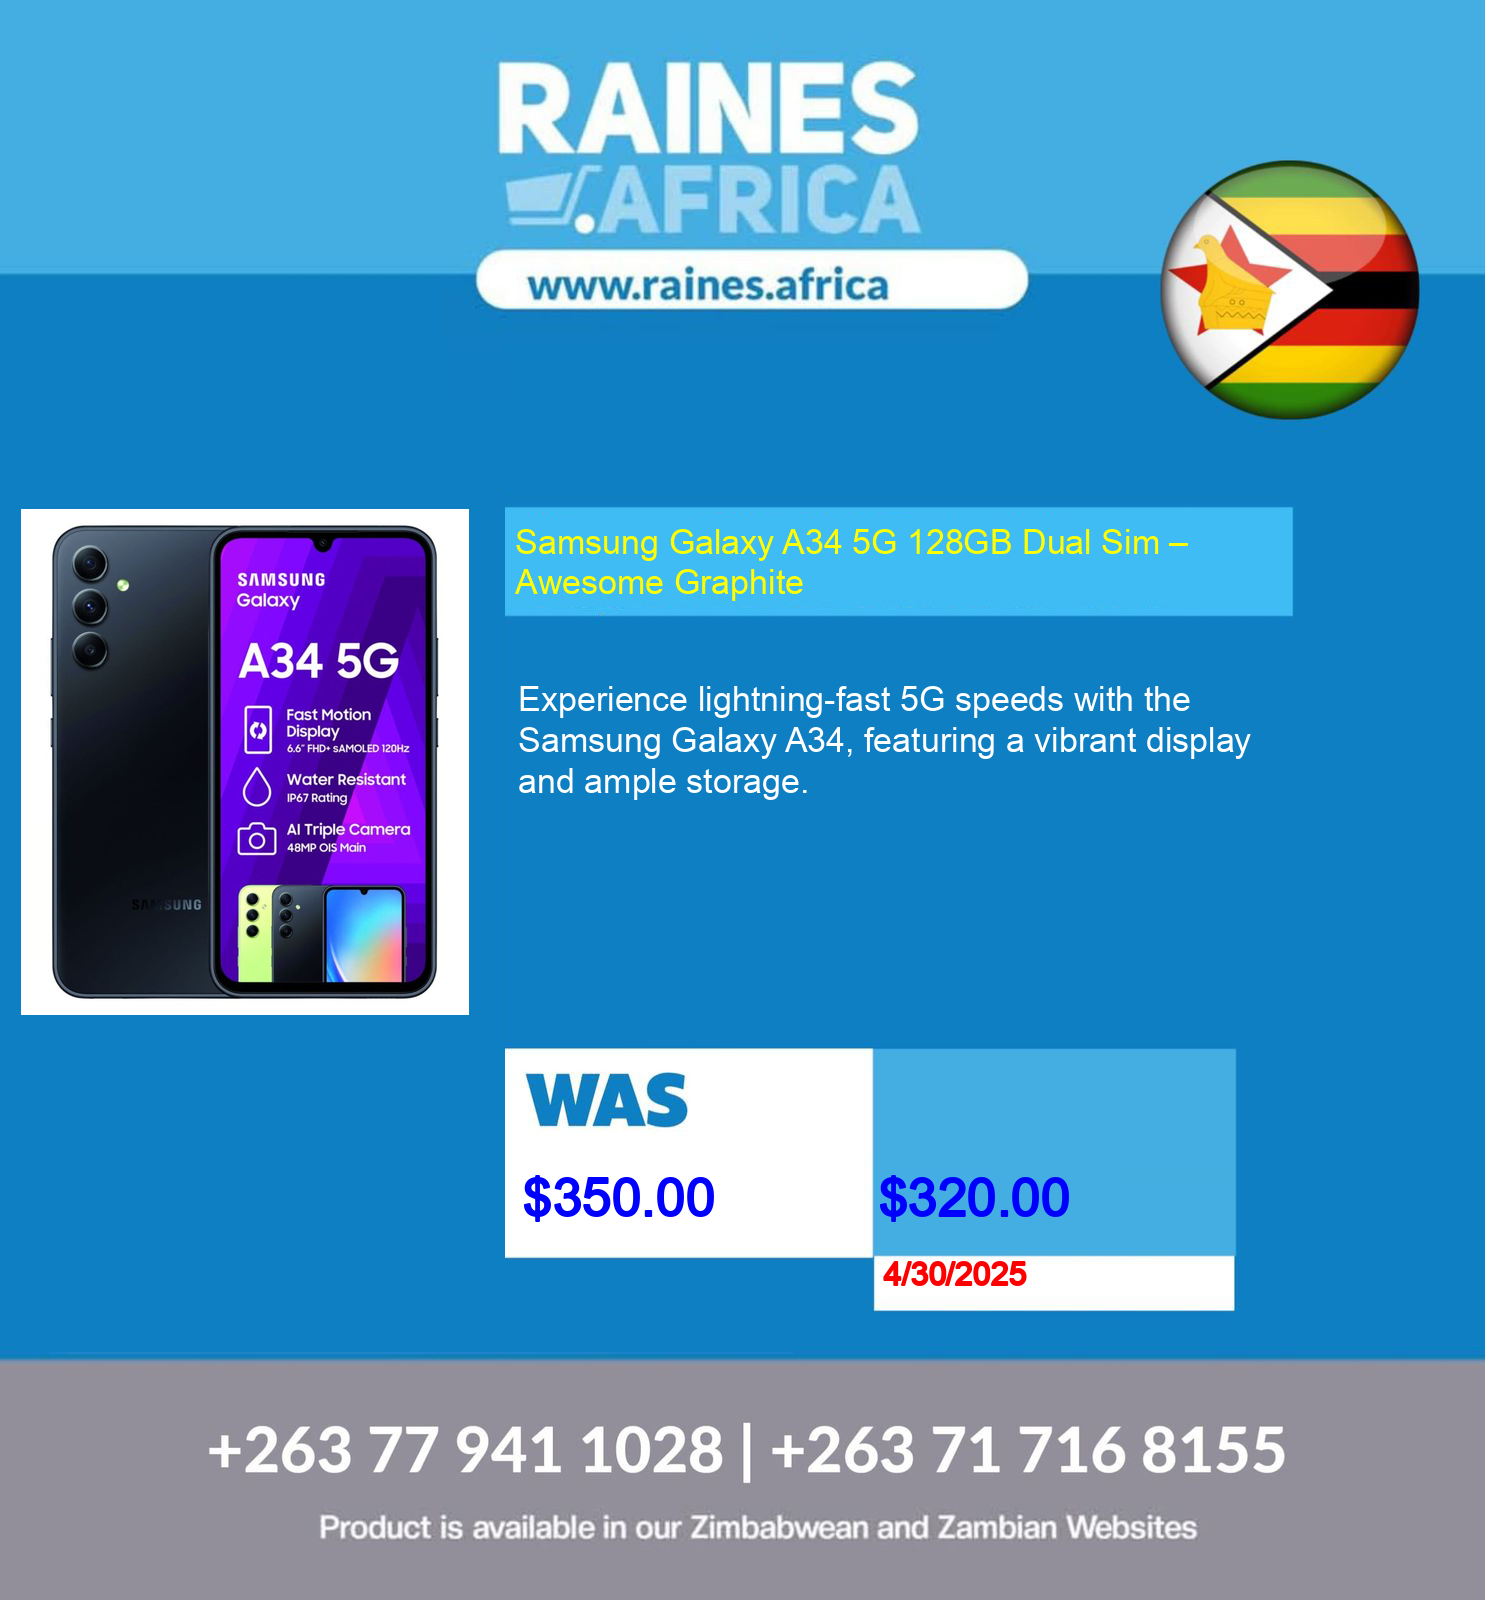 RAINES
.AFRICA
www.raines.africa
SAMSUNG
Galaxy
A34 5G
Fast Motion
Display
6.6" FHD+ sAMOLED 120Hz
Water Resistant
IP67 Rating
AI Triple Camera
48MP OIS Main
SAMSUNG
Samsung Galaxy A34 5G 128GB Dual Sim –
Awesome Graphite
Experience lightning-fast 5G speeds with the
Samsung Galaxy A34, featuring a vibrant display
and ample storage.
WAS
$350.00
$320.00
4/30/2025
+263 77 941 1028 | +263 71 716 8155
Product is available in our Zimbabwean and Zambian Websites